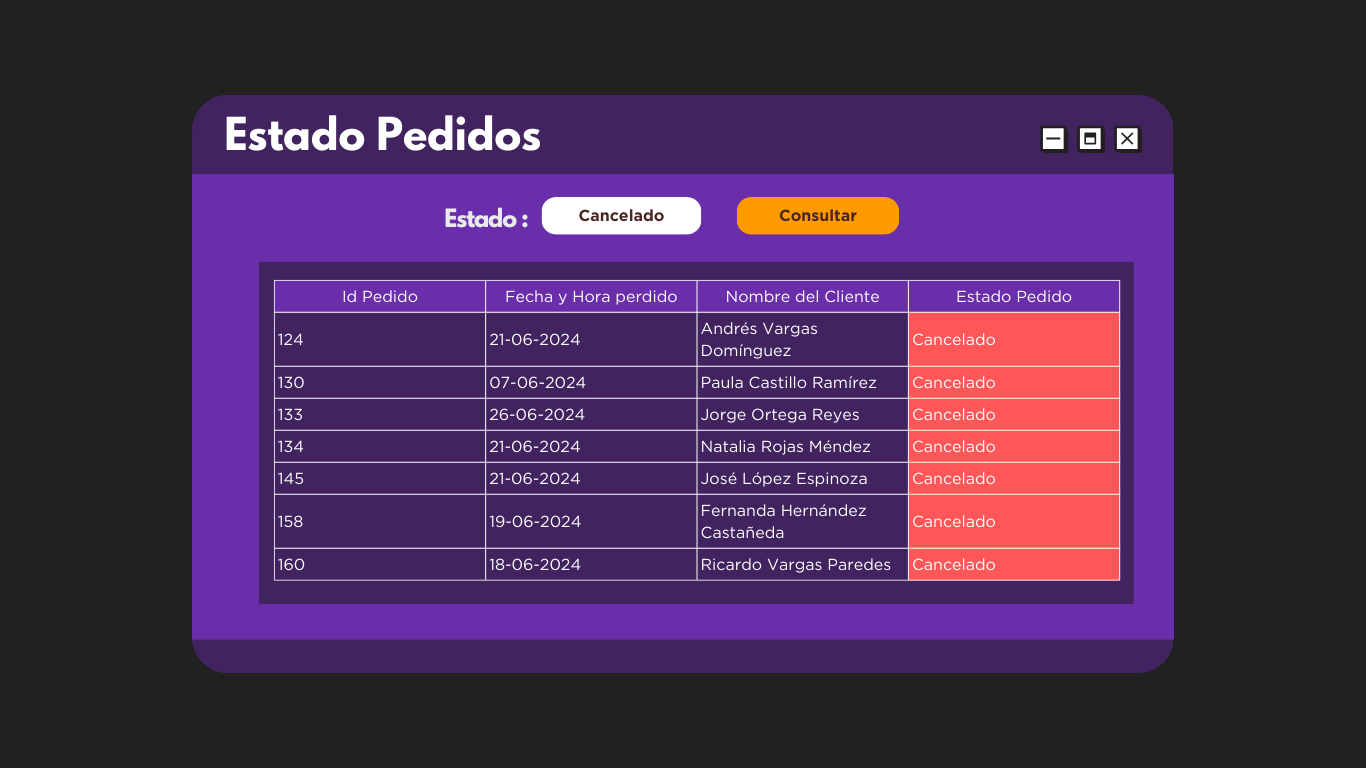 Estado Pedidos
Estado : Cancelado Consultar
Id Pedido Fecha y Hora perdido Nombre del Cliente Estado Pedido
124 21-06-2024 Andrés Vargas Cancelado
Domínguez
130 07-06-2024 Paula Castillo Ramírez Cancelado
133 26-06-2024 Jorge Ortega Reyes Cancelado
134 21-06-2024 Natalia Rojas Méndez Cancelado
145 21-06-2024 José López Espinoza Cancelado
158 19-06-2024 Fernanda Hernández Cancelado
Castañeda
160 18-06-2024 Ricardo Vargas Paredes Cancelado